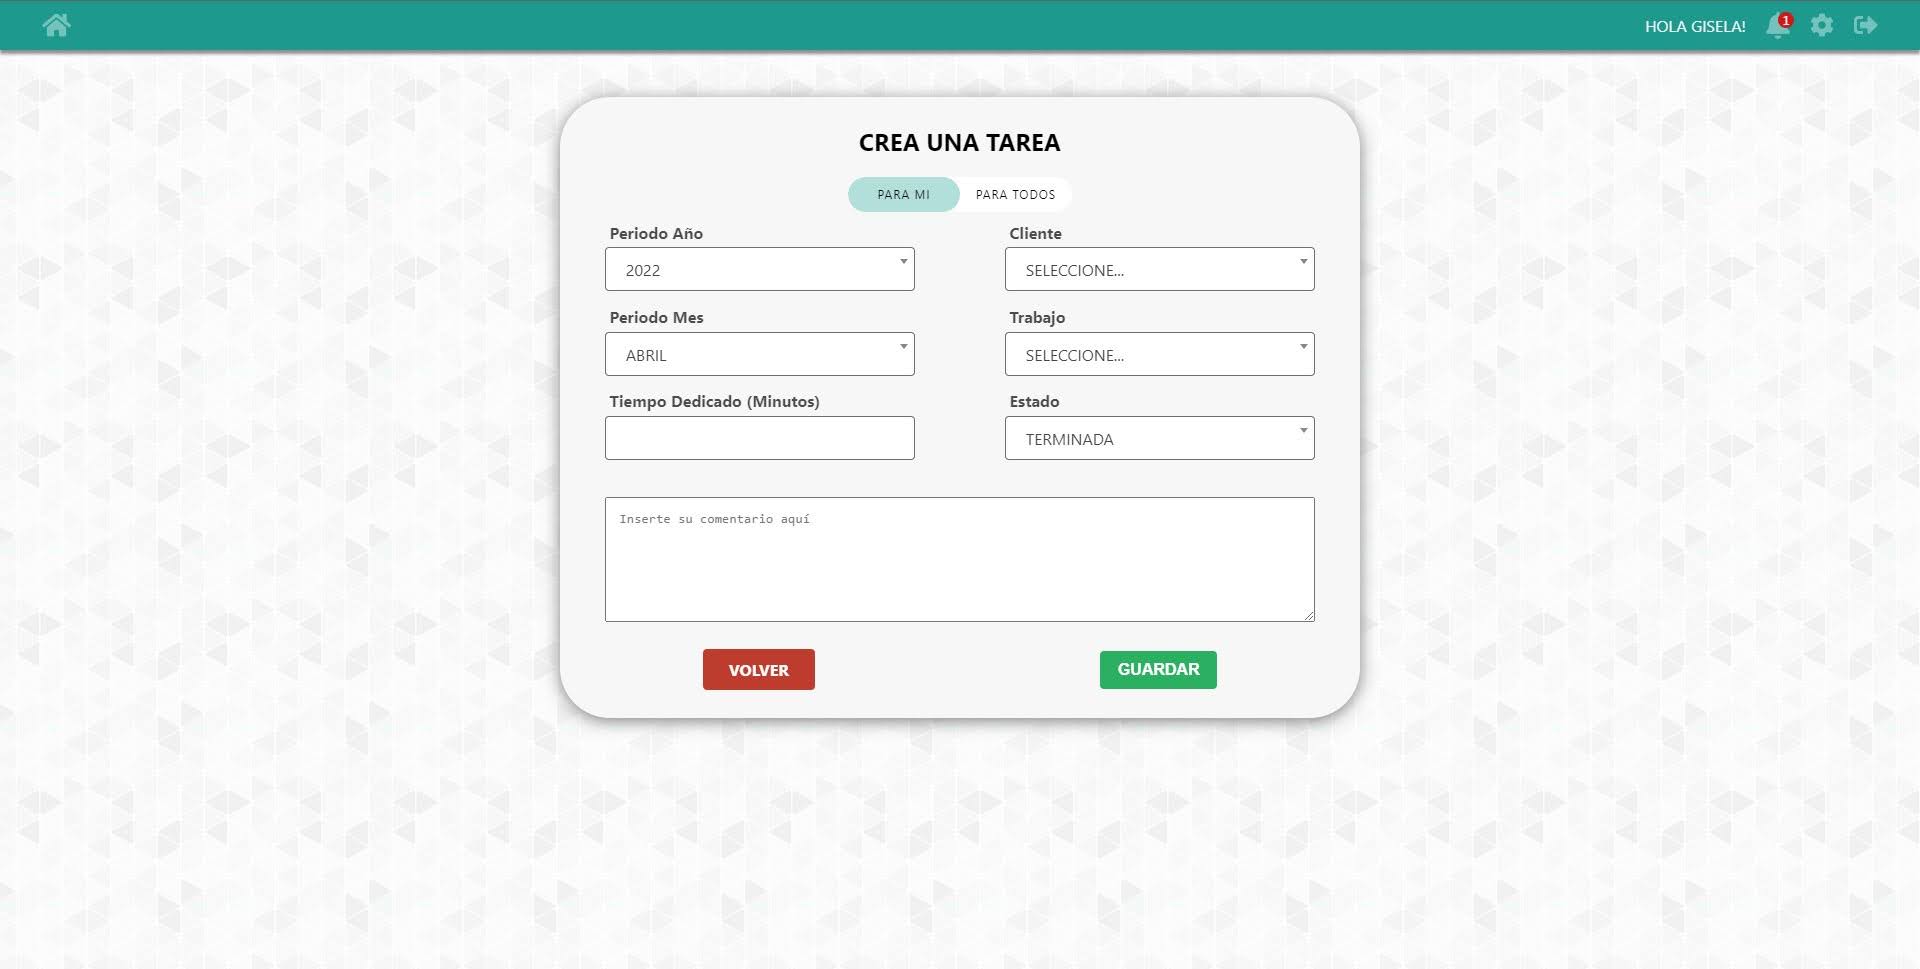 HOLA GISELA! 1
CREA UNA TAREA
PARA MI PARA TODOS
Periodo Año Cliente
2022 SELECCIONE...
Periodo Mes Trabajo
ABRIL SELECCIONE...
Tiempo Dedicado (Minutos) Estado
TERMINADA
Inserte su comentario aquí
VOLVER GUARDAR